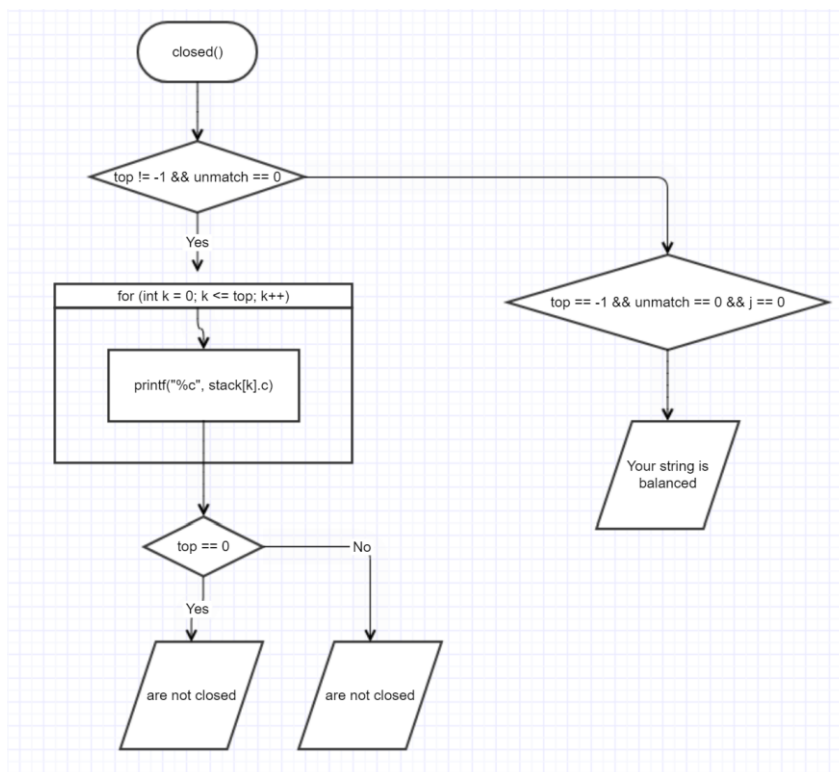 closed()
top != -1 && unmatch == 0
Yes
for (int k = 0; k <= top; k++)
top == -1 && unmatch == 0 && j == 0
printf("%c", stack[k].c)
Your string is
balanced
top == 0
No
Yes
are not closed
are not closed